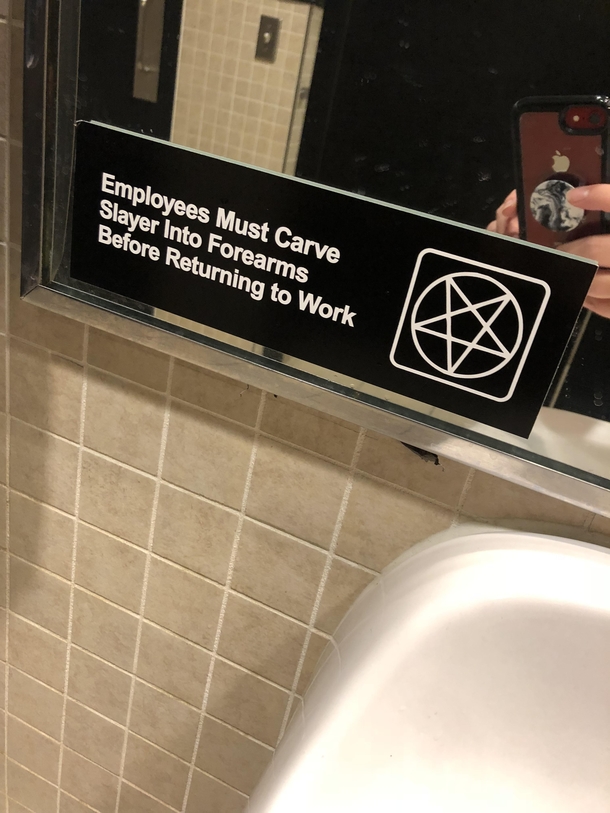 Employees Must Carve
Slayer Into Forearms
Before Returning to Work